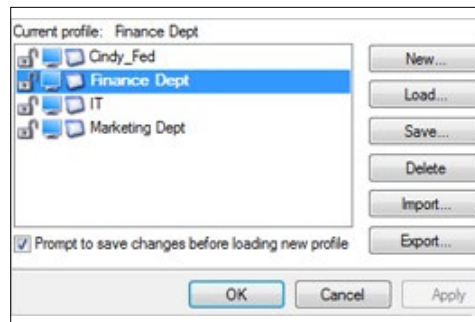 Current profile: Finance Dept
Cindy_Fed
Finance Dept
IT
Marketing Dept
New...
Load...
Save...
Delete
Import...
Export...
Prompt to save changes before loading new profile
OK
Cancel
Apply